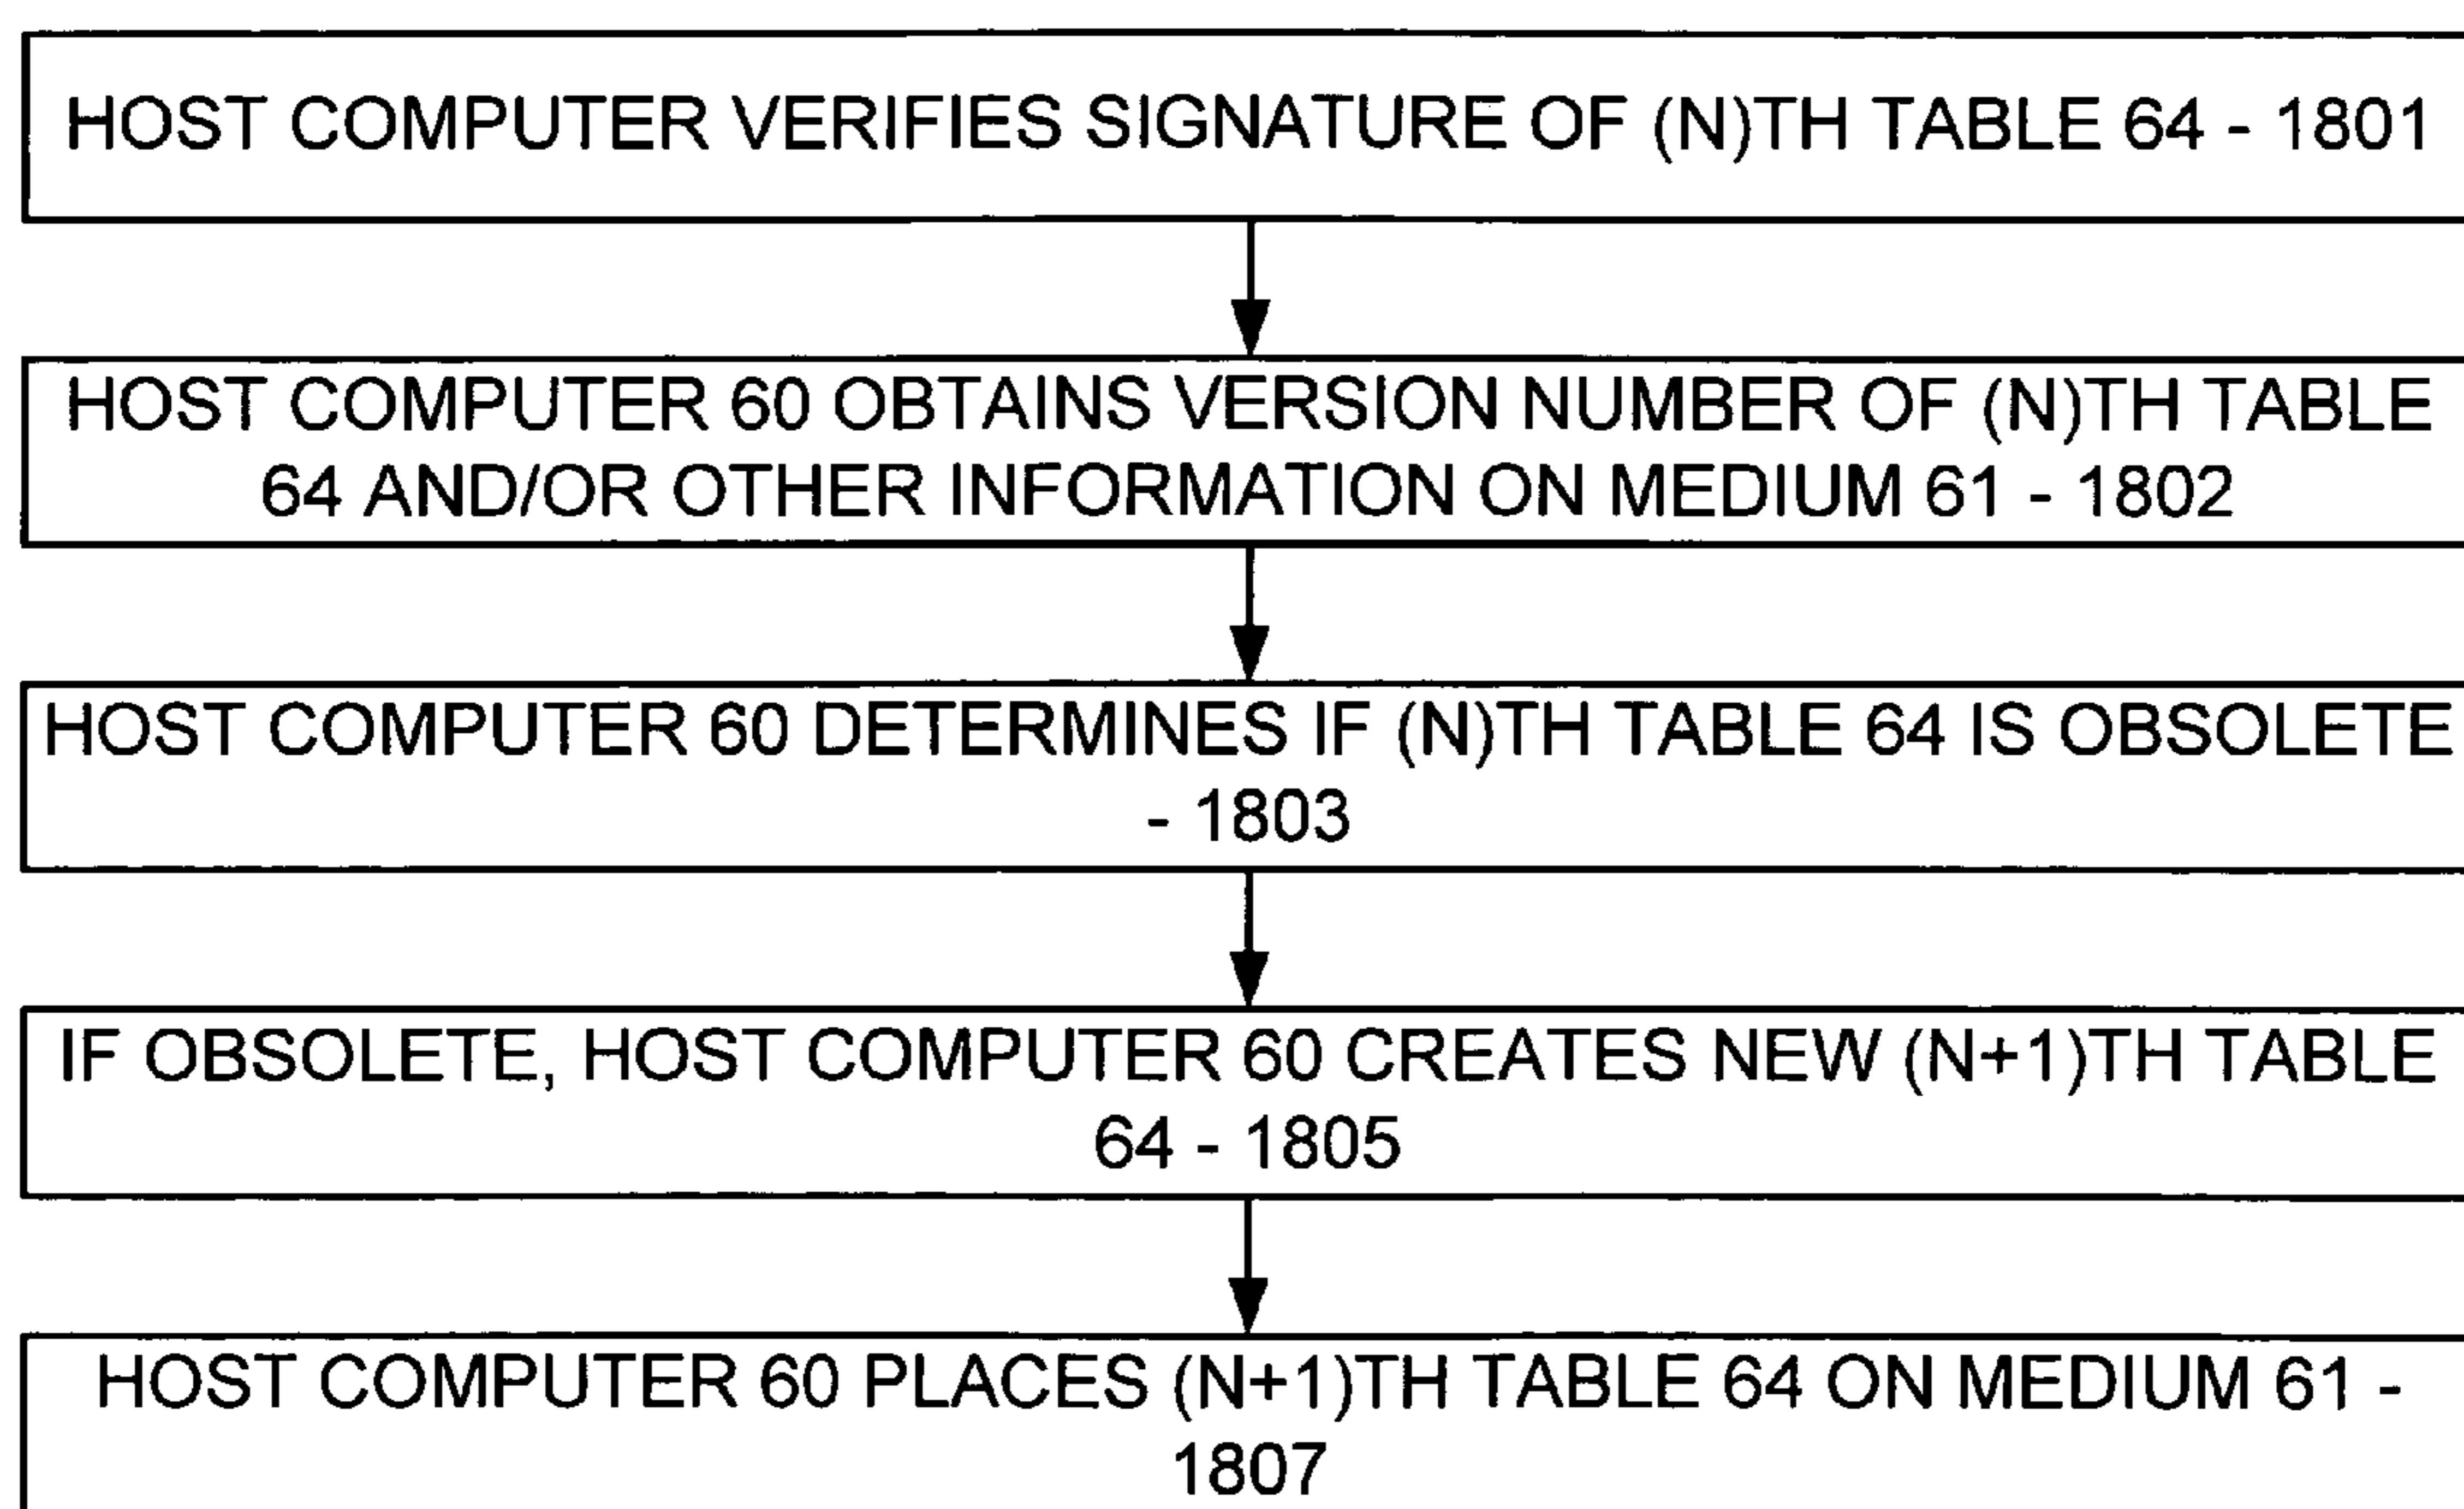 HOST COMPUTER VERIFIES SIGNATURE OF (N)TH TABLE 64 - 1801
HOST COMPUTER 60 OBTAINS VERSION NUMBER OF (N)TH TABLE
64 AND/OR OTHER INFORMATION ON MEDIUM 61 - 1802
HOST COMPUTER 60 DETERMINES IF (N)TH TABLE 64 IS OBSOLETE
- 1803
IF OBSOLETE, HOST COMPUTER 60 CREATES NEW (N+1)TH TABLE
64 - 1805
HOST COMPUTER 60 PLACES (N+1)TH TABLE 64 ON MEDIUM 61 -
1807